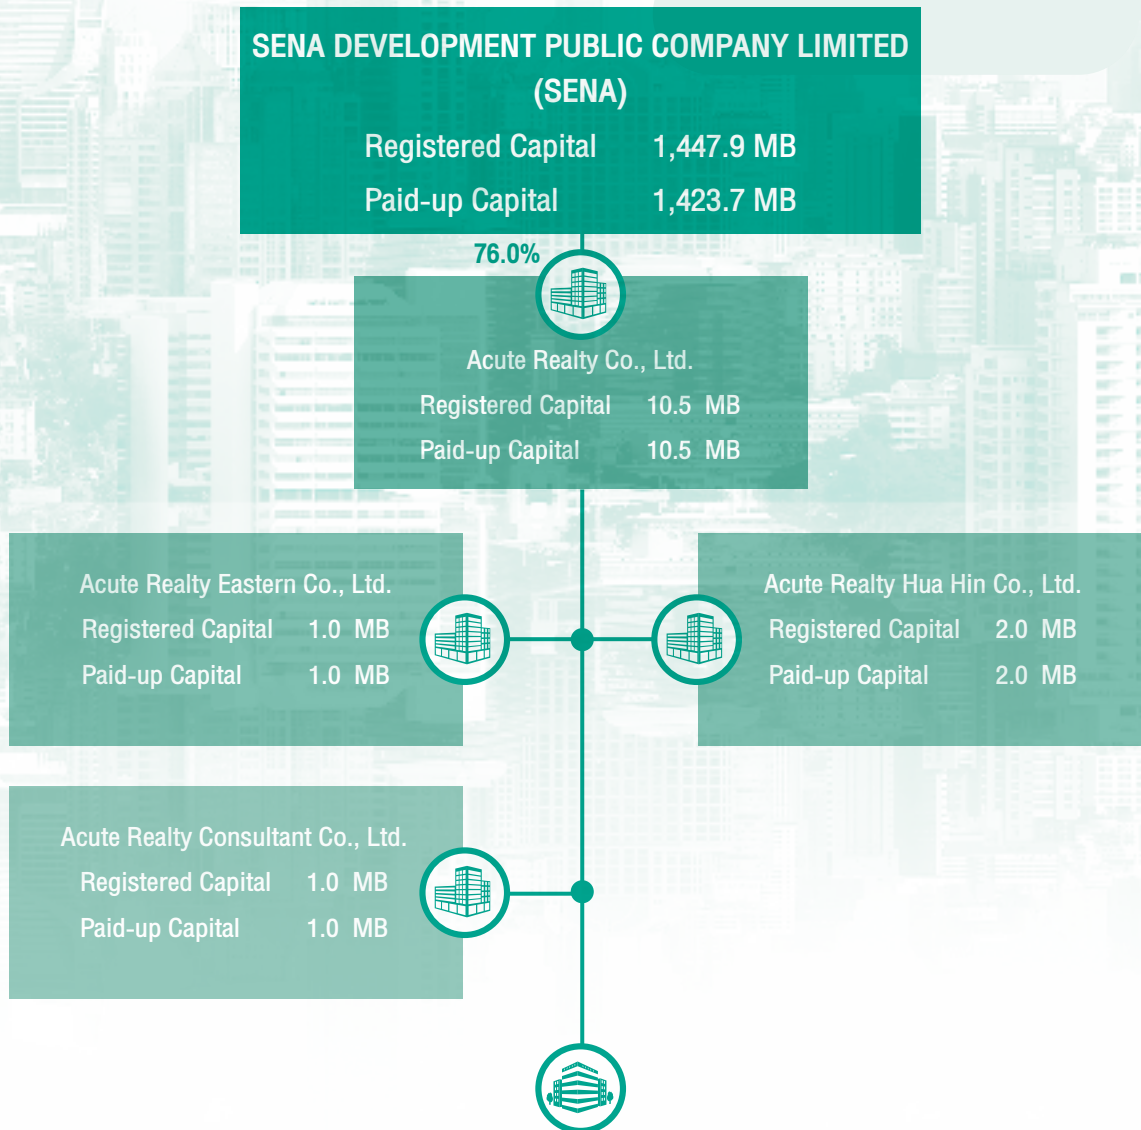 SENA DEVELOPMENT PUBLIC COMPANY LIMITED
(SENA)
Registered Capital 1,447.9 MB
Paid-up Capital 1,423.7 MB
76.0%
Acute Realty Co., Ltd.
Registered Capital 10.5 MB
Paid-up Capital 10.5 MB
Acute Realty Eastern Co., Ltd.
Registered Capital 1.0 MB
Paid-up Capital 1.0 MB
Acute Realty Hua Hin Co., Ltd.
Registered Capital 2.0 MB
Paid-up Capital 2.0 MB
Acute Realty Consultant Co., Ltd.
Registered Capital 1.0 MB
Paid-up Capital 1.0 MB